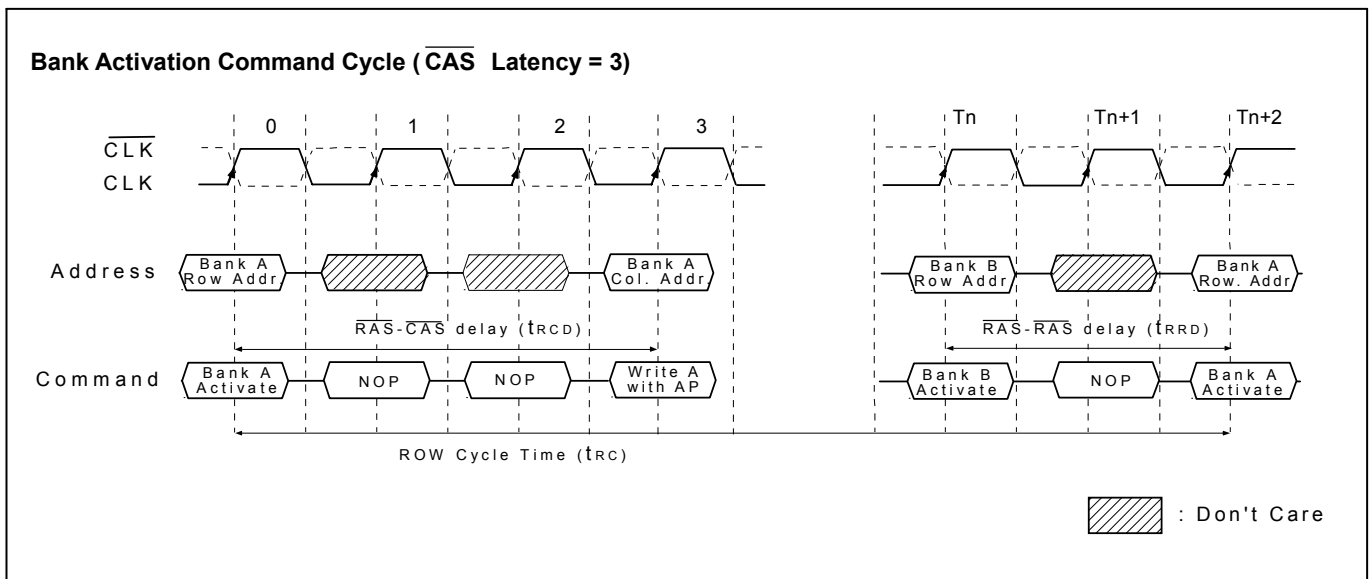 Bank Activation Command Cycle ( CAS Latency = 3)
0 1 2 3 Tn Tn+1 Tn+2
CLK
CLK
Address
Bank A
Row Addr.
Bank A
Col. Addr.
Bank B
Row Addr.
Bank A
Row. Addr.
RAS-CAS delay (tRCD)
RAS-RAS delay (tRRD)
Command
Bank A
Activate
NOP
NOP
Write A
with AP
Bank B
Activate
NOP
Bank A
Activate
ROW Cycle Time (tRC)
: Don't Care